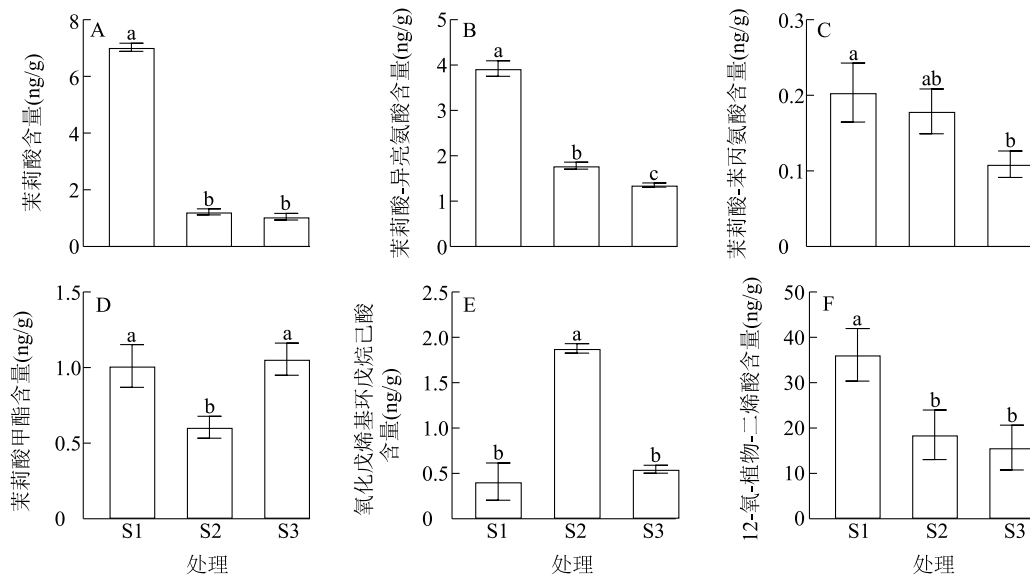 A
茉莉酸含量(ng/g)
8
6
4
2
0
a
b
b
B
茉莉酸-异亮氨酸含量(ng/g)
5
4
3
2
1
0
a
b
c
C
茉莉酸-苯丙氨酸含量(ng/g)
0.3
0.2
0.1
0
a
ab
b
D
茉莉酸甲酯含量(ng/g)
1.5
1.0
0.5
0
a
b
a
S1 S2 S3
处理
E
氧化戊烯基环戊烷己酸
含量(ng/g)
2.5
2.0
1.5
1.0
0.5
0
b
a
b
S1 S2 S3
处理
F
12-氧-植物-二烯酸含量(ng/g)
50
40
30
20
10
0
a
b
b
S1 S2 S3
处理